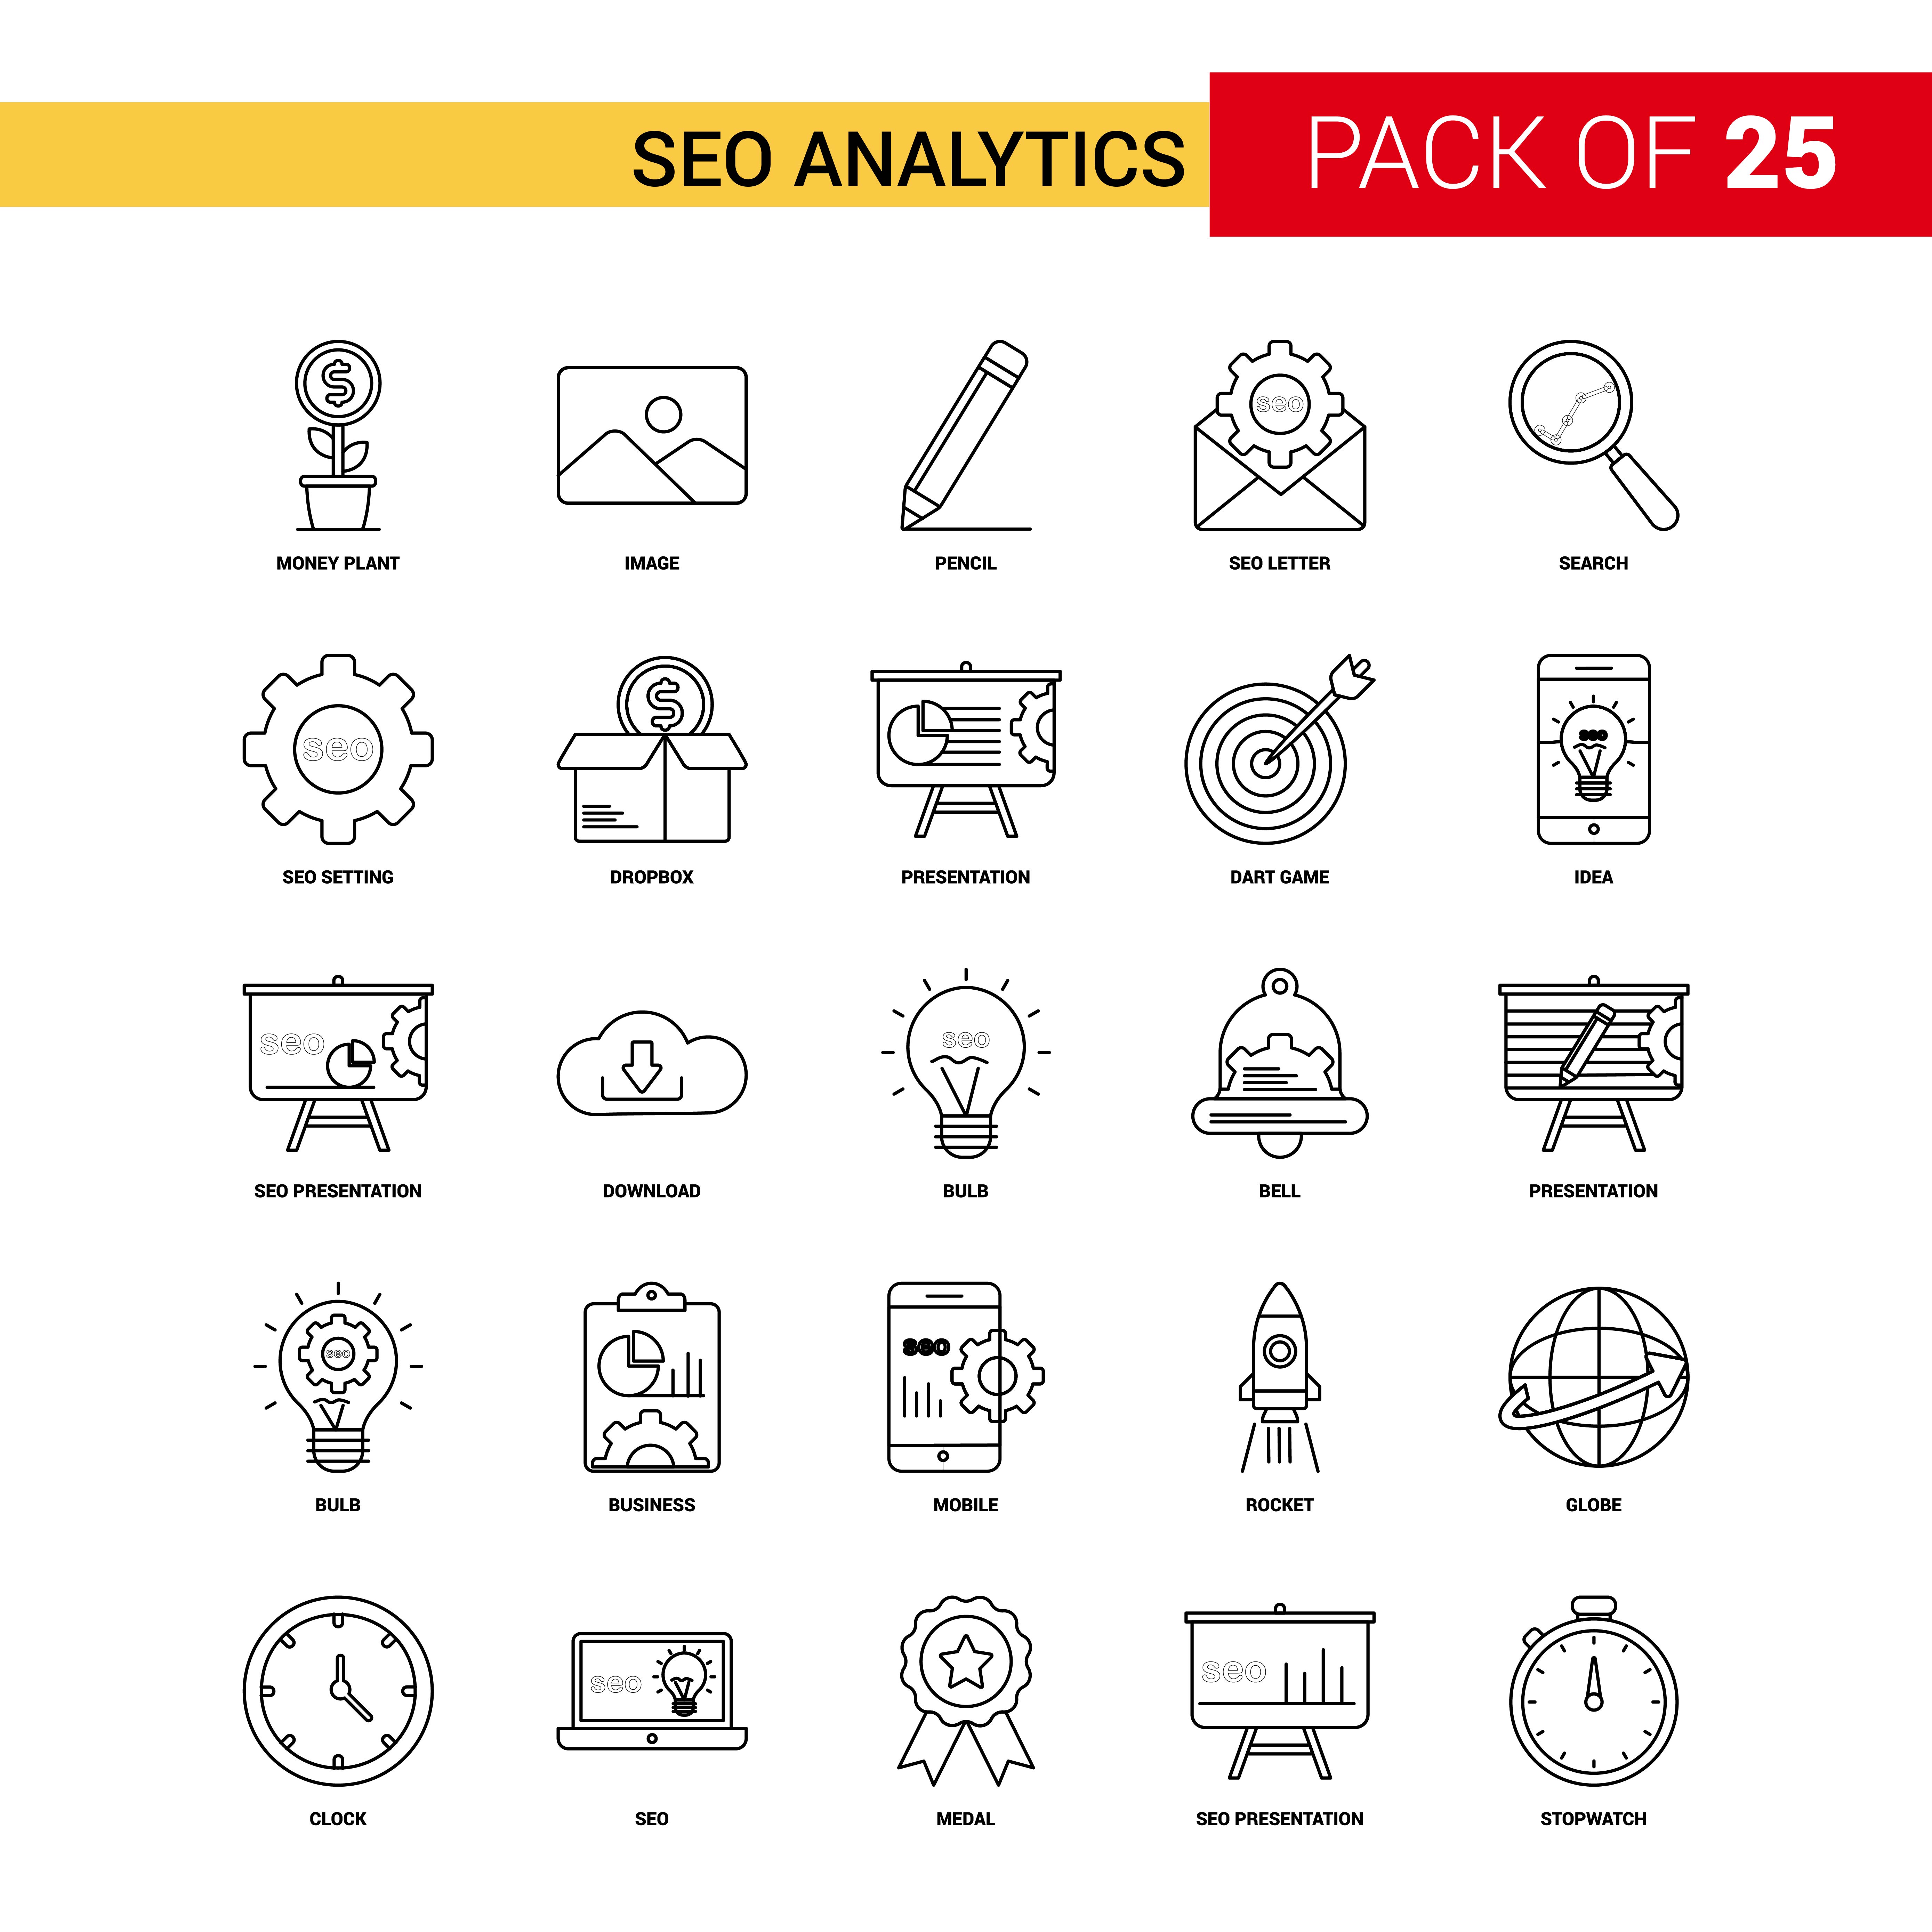 SEO ANALYTICS
PACK OF 25
seo
MONEY PLANT
IMAGE
PENCIL
SEO LETTER
SEARCH
seo
seo
SEO SETTING
DROPBOX
PRESENTATION
DART GAME
IDEA
seo
seo
SEO PRESENTATION
DOWNLOAD
BULB
BELL
PRESENTATION
seo
seo
BULB
BUSINESS
MOBILE
ROCKET
GLOBE
seo
seo
CLOCK
SEO
MEDAL
SEO PRESENTATION
STOPWATCH